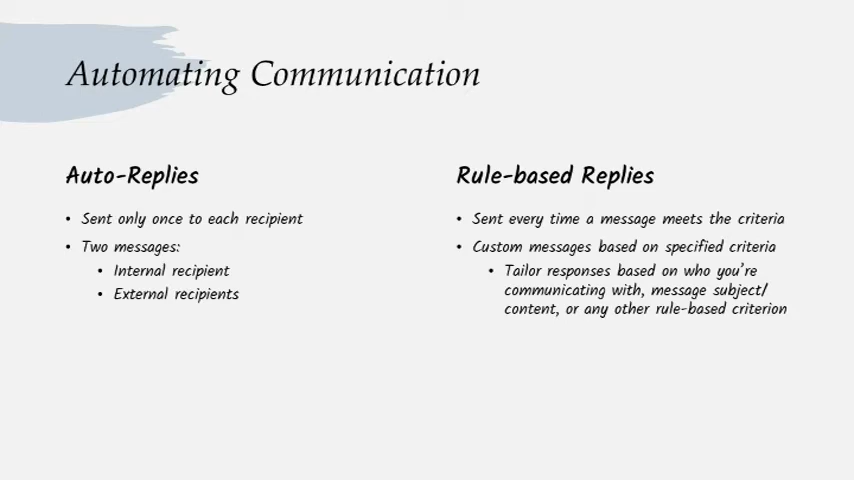 Automating Communication
Auto-Replies
• Sent only once to each recipient
• Two messages:
• Internal recipient
• External recipients
Rule-based Replies
• Sent every time a message meets the criteria
• Custom messages based on specified criteria
• Tailor responses based on who you're
communicating with, message subject/
content, or any other rule-based criterion